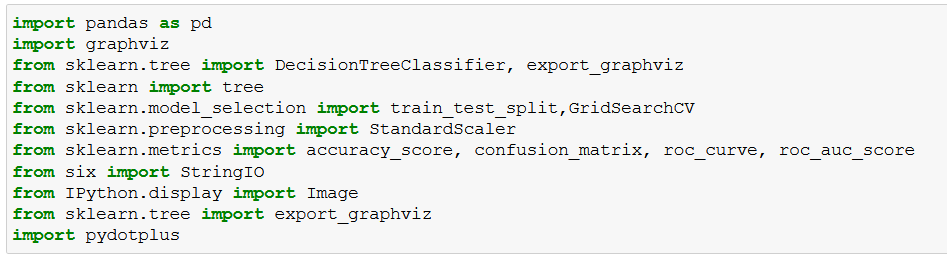 import pandas as pd
import graphviz
from sklearn.tree import DecisionTreeClassifier, export_graphviz
from sklearn import tree
from sklearn.model_selection import train_test_split,GridSearchCV
from sklearn.preprocessing import StandardScaler
from sklearn.metrics import accuracy_score, confusion_matrix, roc_curve, roc_auc_score
from six import StringIO
from IPython.display import Image
from sklearn.tree import export_graphviz
import pydotplus